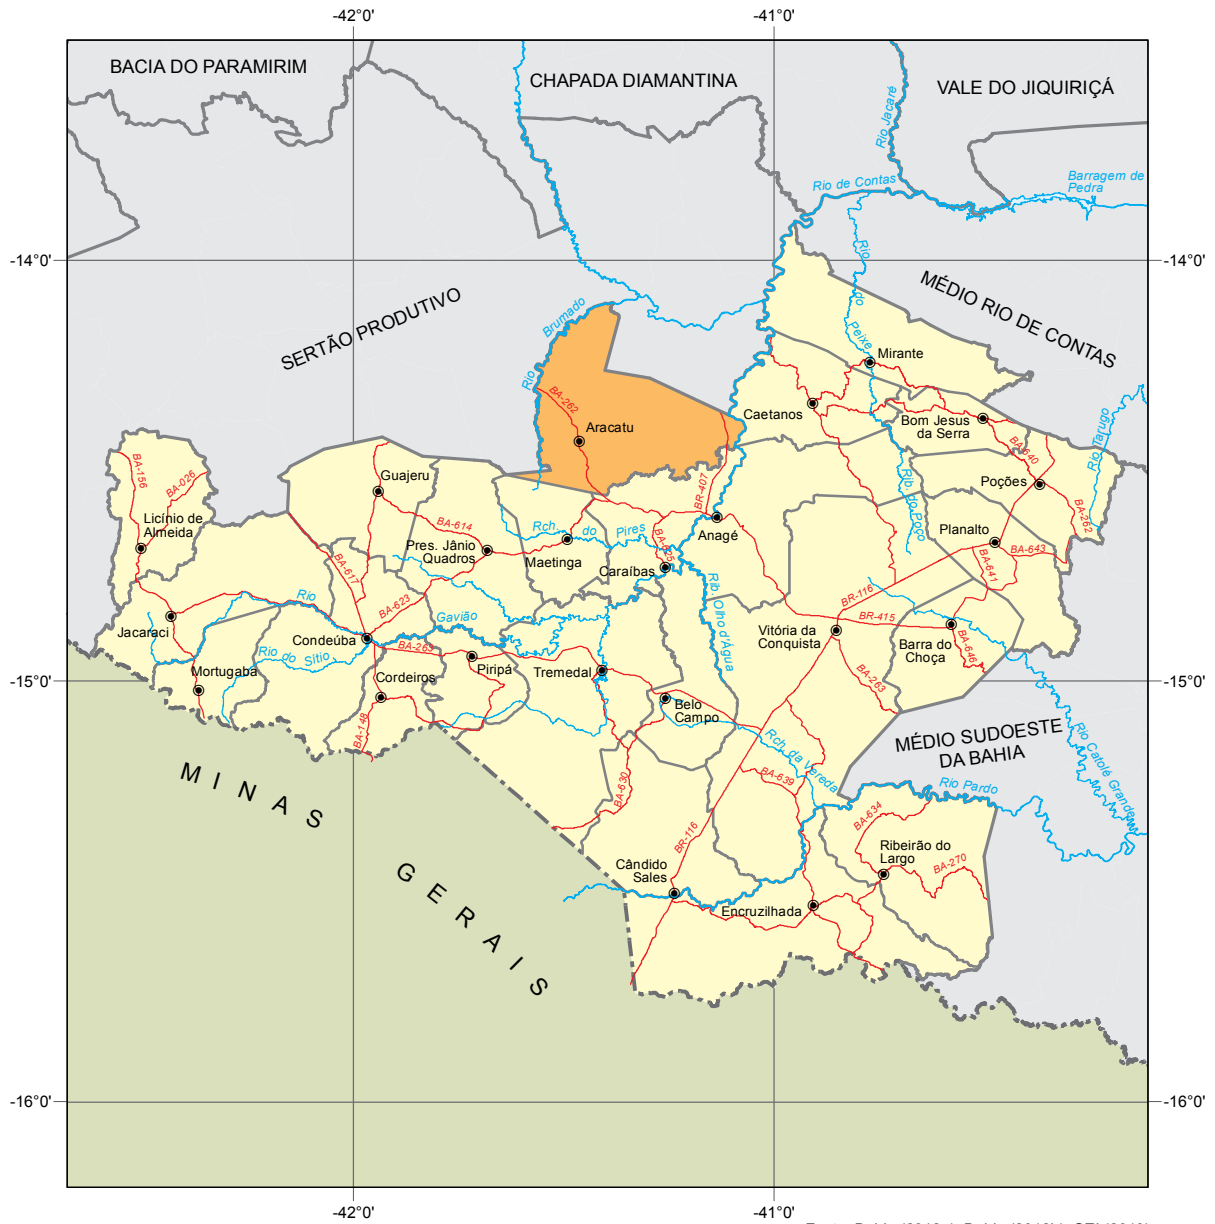 -42°0'
-41°0'
BACIA DO PARAMIRIM
CHAPADA DIAMANTINA
VALE DO JIQUIRIÇÁ
Rio Jacaré
Rio de Contas
Barragem de
Pedra
-14°0'
-14°0'
SERTÃO PRODUTIVO
MÉDIO RIO DE CONTAS
Rio Brumado
Rio do Peixe
Mirante
BA-262
Aracatu
Caetanos
Bom Jesus
da Serra
Rio Tarugo
BA-640
BA-156
BA-026
Guajeru
BR-407
Rib. do Poço
Poções
BA-262
Licínio de
Almeida
BA-614
Rch. do Pires
Anagé
Planalto
BA-643
Pres. Jânio
Quadros
Maetinga
Caraíbas
BA-641
BA-617
BA-623
Rib. Olho d'Água
BR-116
BR-415
Jacaraci
Rio Gavião
Condeúba
Vitória da
Conquista
Barra do
Choça
BA-646
Rio do Sítio
BA-263
Mortugaba
Cordeiros
Piripá
Tremedal
BA-263
-15°0'
-15°0'
Belo
Campo
BA-148
MÉDIO SUDOESTE
DA BAHIA
Rch. da Vereda
Rio Catolé Grande
MINAS GERAIS
BA-630
BA-639
Rio Pardo
BA-634
BR-116
Ribeirão do
Largo
BA-270
Cândido
Sales
Encruzilhada
-16°0'
-16°0'
-42°0'
-41°0'